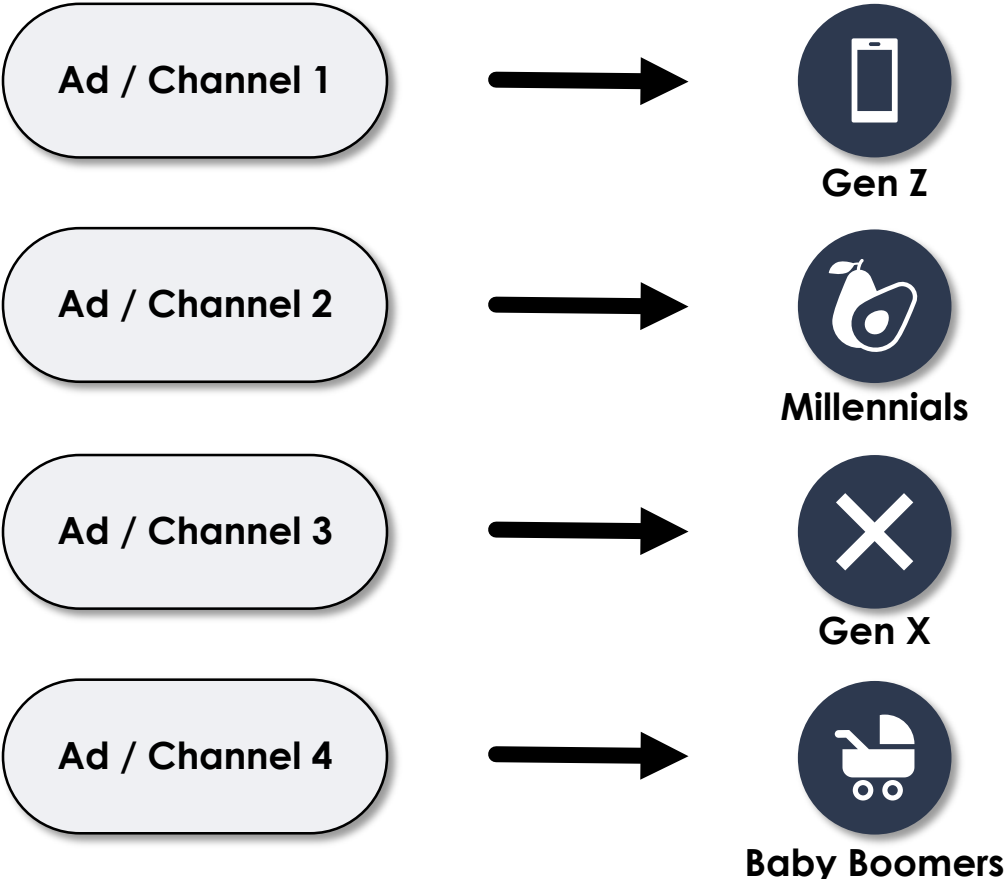 Ad / Channel 1
Gen Z
Ad / Channel 2
Millennials
Ad / Channel 3
Gen X
Ad / Channel 4
Baby Boomers